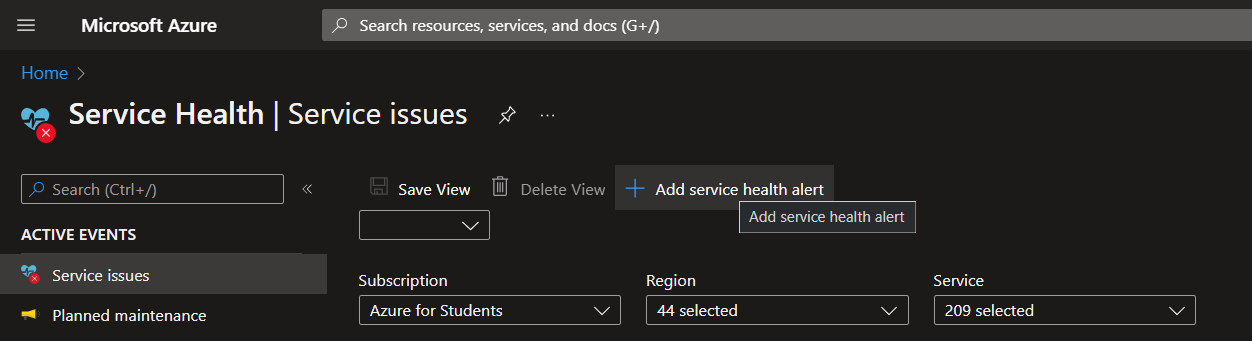 Microsoft Azure
Search resources, services, and docs (G+/)
Home
Service Health | Service issues
Search (Ctrl+/)
Save View
Delete View
Add service health alert
Add service health alert
ACTIVE EVENTS
Service issues
Planned maintenance
Subscription
Region
Service
Azure for Students
44 selected
209 selected